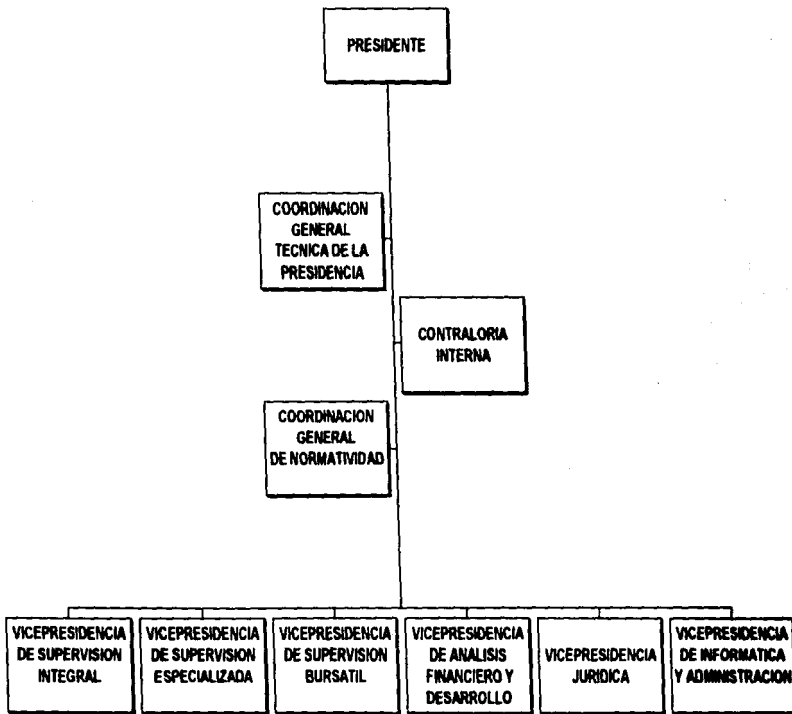 PRESIDENTE
COORDINACION
GENERAL
TECNICA DE LA
PRESIDENCIA
CONTRALORIA
INTERNA
COORDINACION
GENERAL
DE NORMATIVIDAD
VICEPRESIDENCIA
DE SUPERVISION
INTEGRAL
VICEPRESIDENCIA
DE SUPERVISION
ESPECIALIZADA
VICEPRESIDENCIA
DE SUPERVISION
BURSATIL
VICEPRESIDENCIA
DE ANALISIS
FINANCIERO Y
DESARROLLO
VICEPRESIDENCIA
JURIDICA
VICEPRESIDENCIA
DE INFORMATICA
Y ADMINISTRACION